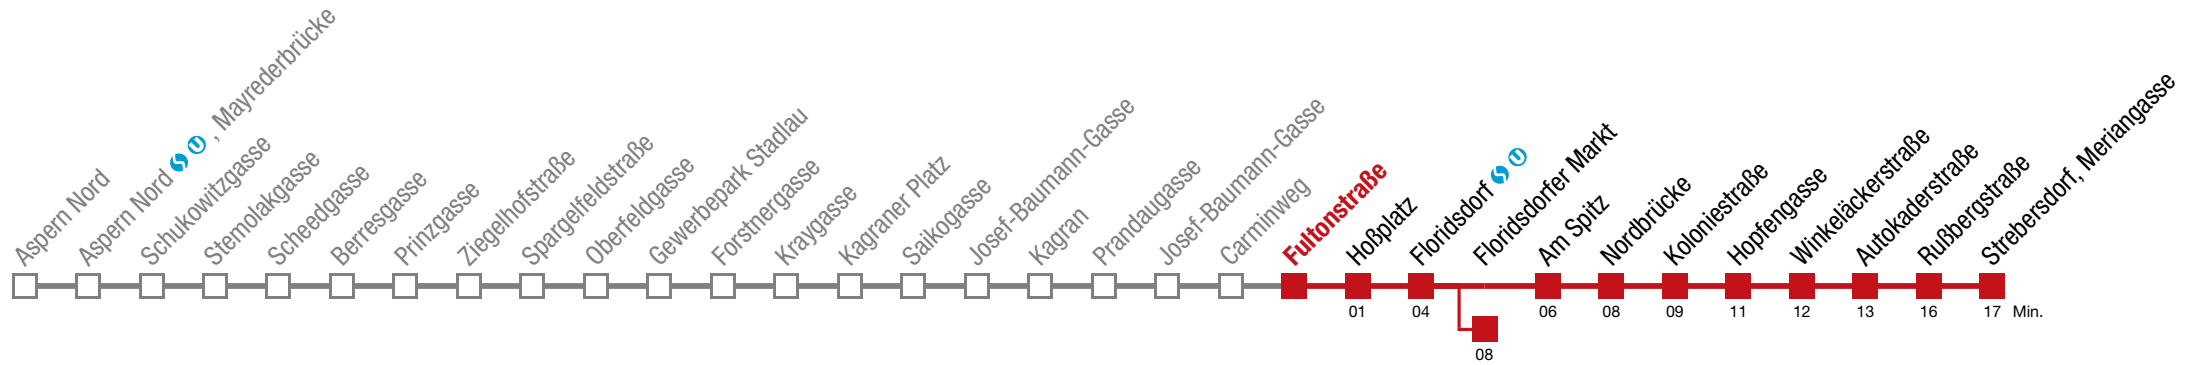 Aspern Nord
Aspern Nord S U , Mayrederbrücke
Schukowitzgasse
Stemolakgasse
Scheedgasse
Berresgasse
Prinzgasse
Ziegelhofstraße
Spargelfeldstraße
Oberfeldgasse
Gewerbepark Stadlau
Forstnergasse
Kraygasse
Kagraner Platz
Saikogasse
Josef-Baumann-Gasse
Kagran
Prandaugasse
Josef-Baumann-Gasse
Carminweg
Fultonstraße
Hoßplatz
Floridsdorf S U
Floridsdorfer Markt
Am Spitz
Nordbrücke
Koloniestraße
Hopfengasse
Winkeläckerstraße
Autokaderstraße
Rußbergstraße
Strebersdorf, Meriangasse
01 04 06 08 09 11 12 13 16 17 Min.
08